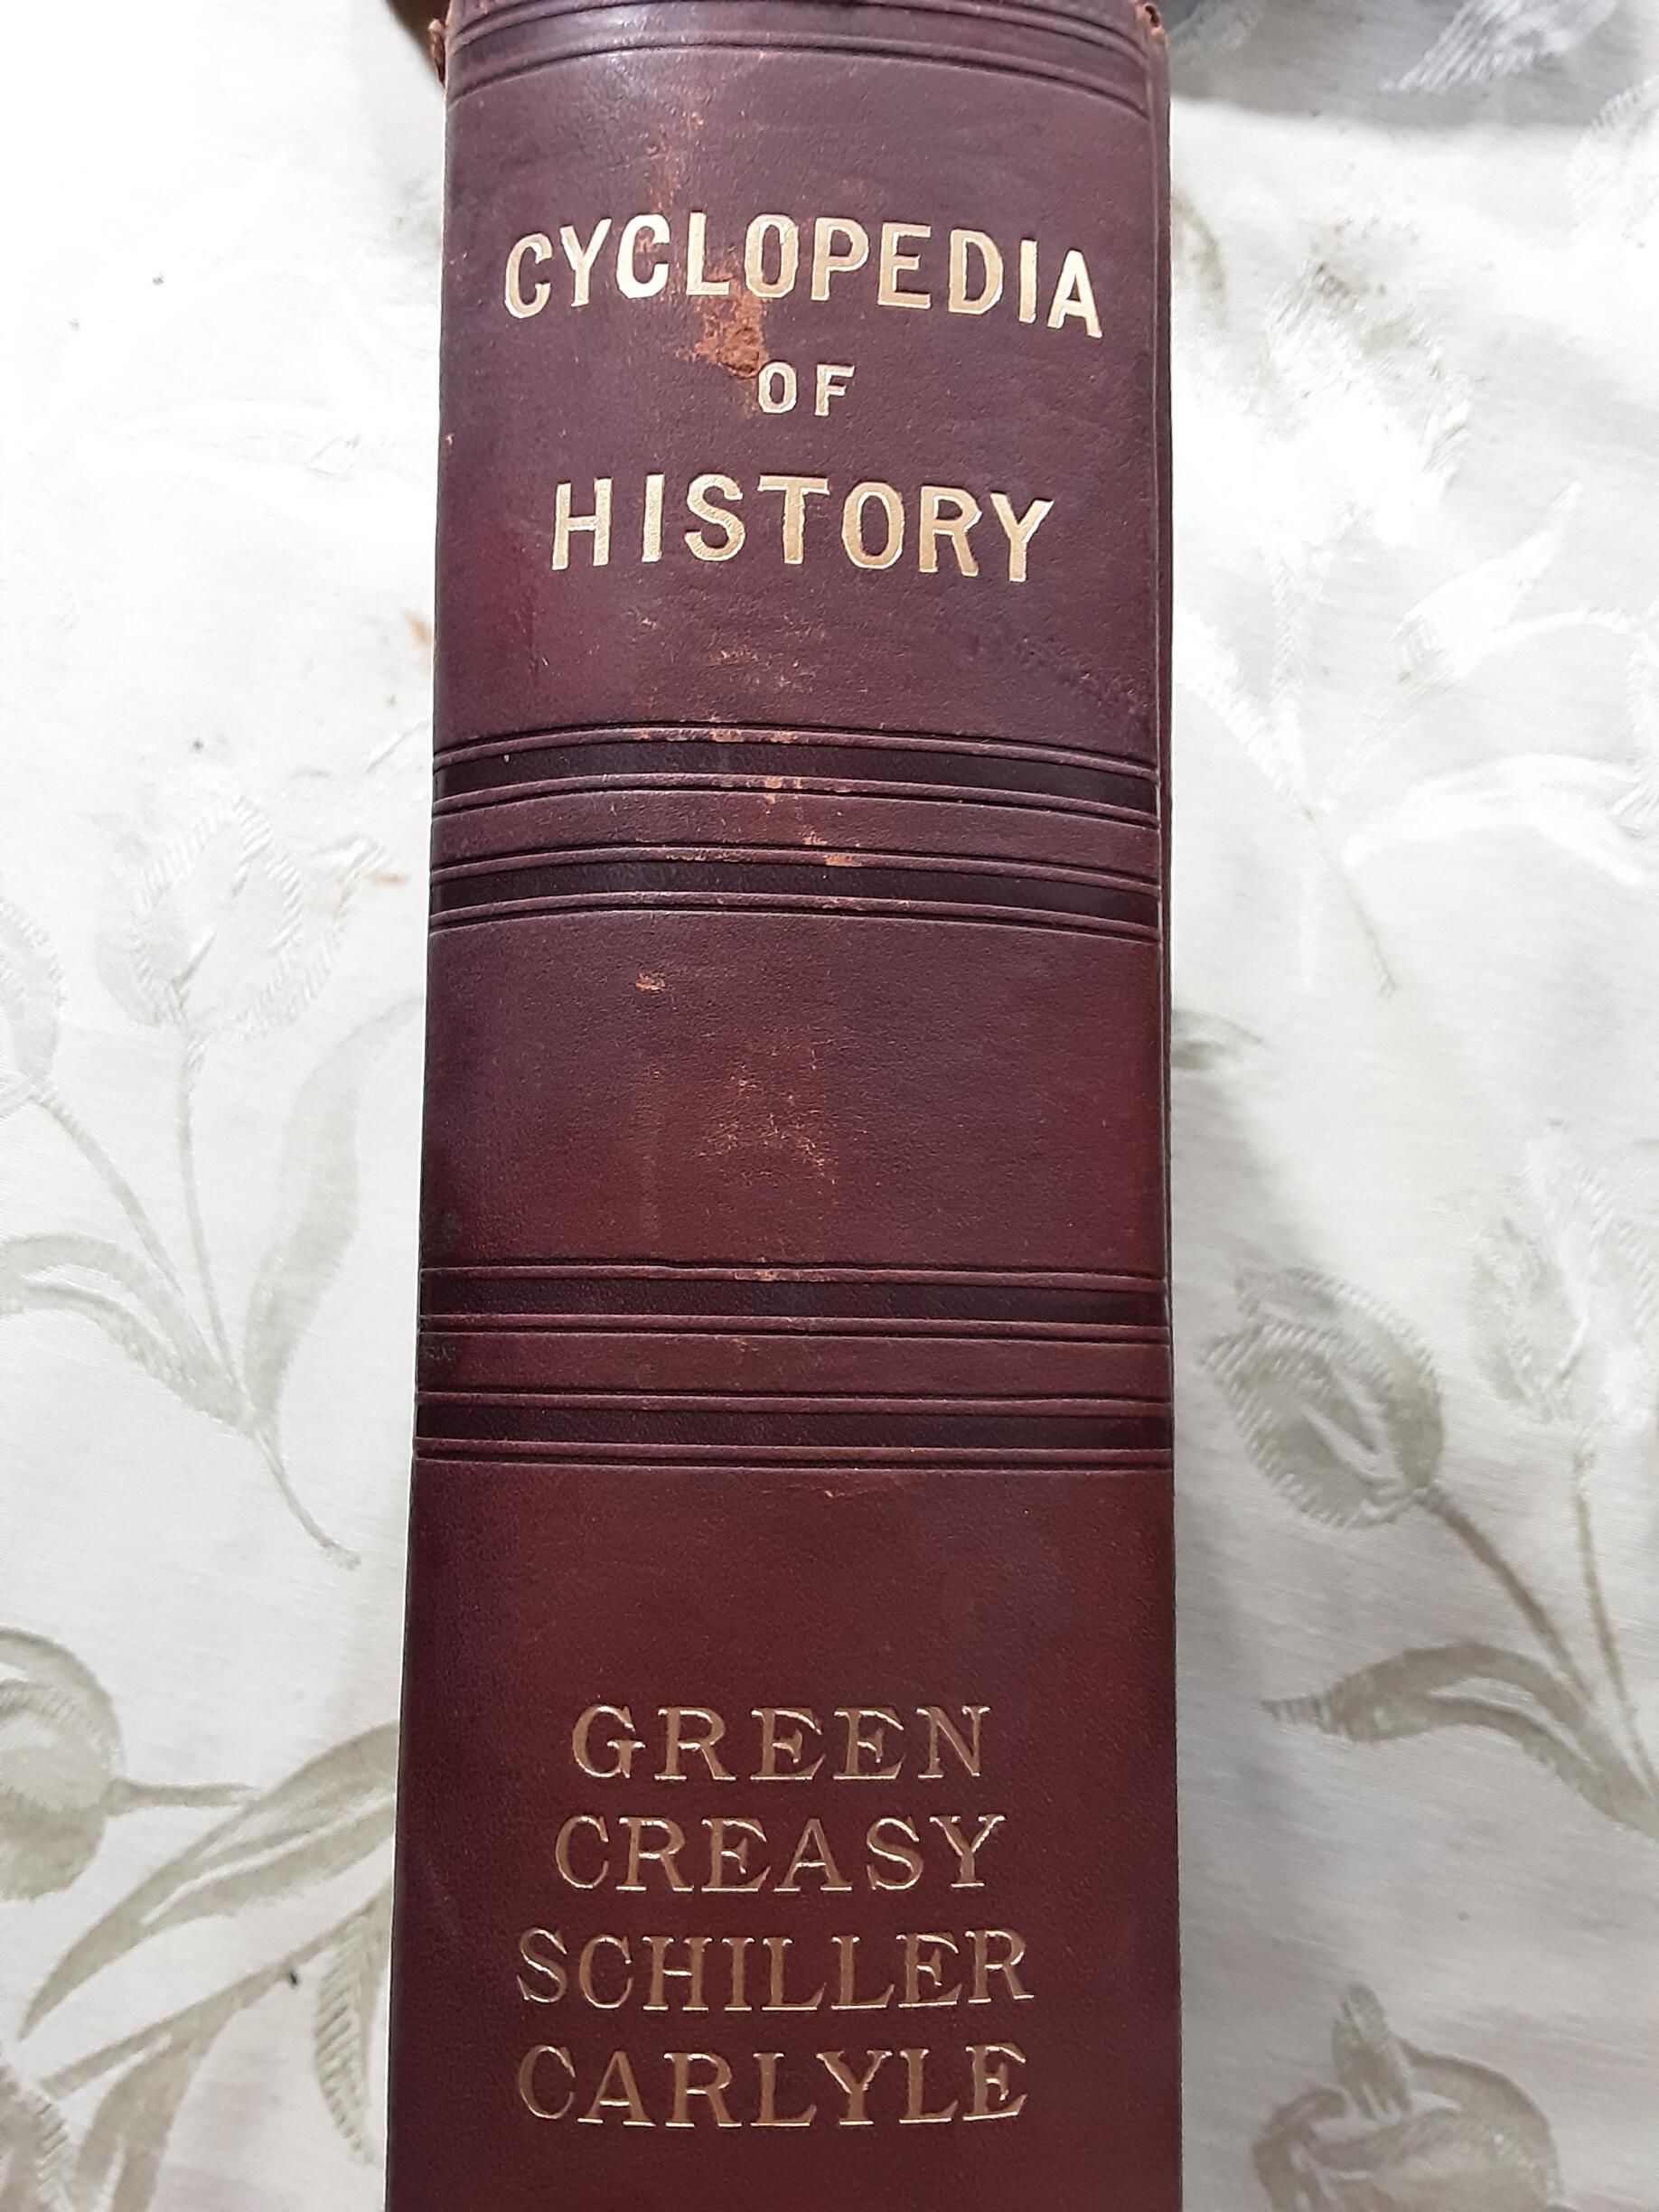 CYCLOPEDIA
OF
HISTORY
GREEN
CREASY
SCHILLER
CARLYLE